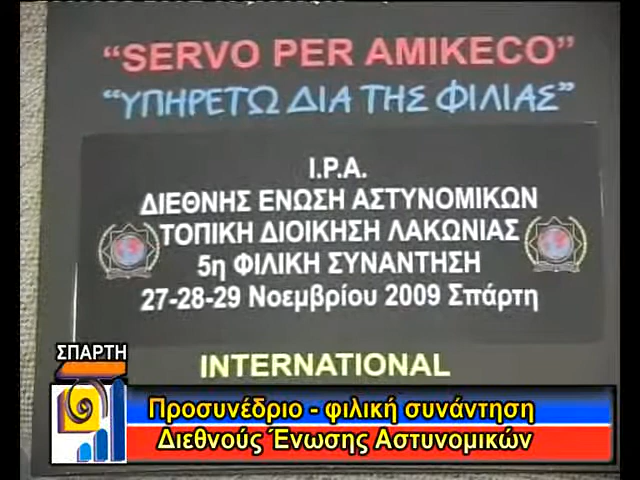 “SERVO PER AMIKECO”
“ΥΠΗΡΕΤΩ ΔΙΑ ΤΗΣ ΦΙΛΙΑΣ”
I.P.A.
ΔΙΕΘΝΗΣ ΕΝΩΣΗ ΑΣΤΥΝΟΜΙΚΩΝ
ΤΟΠΙΚΗ ΔΙΟΙΚΗΣΗ ΛΑΚΩΝΙΑΣ
5η ΦΙΛΙΚΗ ΣΥΝΑΝΤΗΣΗ
27-28-29 Νοεμβρίου 2009 Σπάρτη
INTERNATIONAL
ΣΠΑΡΤΗ
Προσυνέδριο - φιλική συνάντηση
Διεθνούς Ένωσης Αστυνομικών